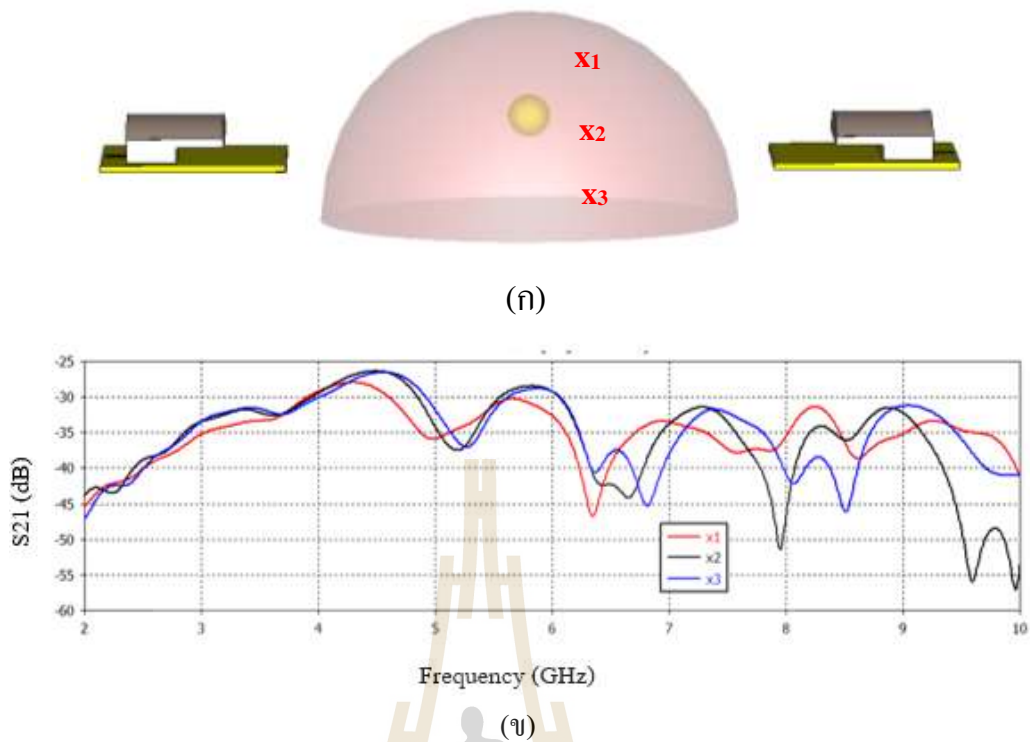 x1
x2
x3
(ก)
-25
-30
-35
-40
-45
-50
-55
-60
S21 (dB)
x1
x2
x3
2 3 4 5 6 7 8 9 10
Frequency (GHz)
(ข)